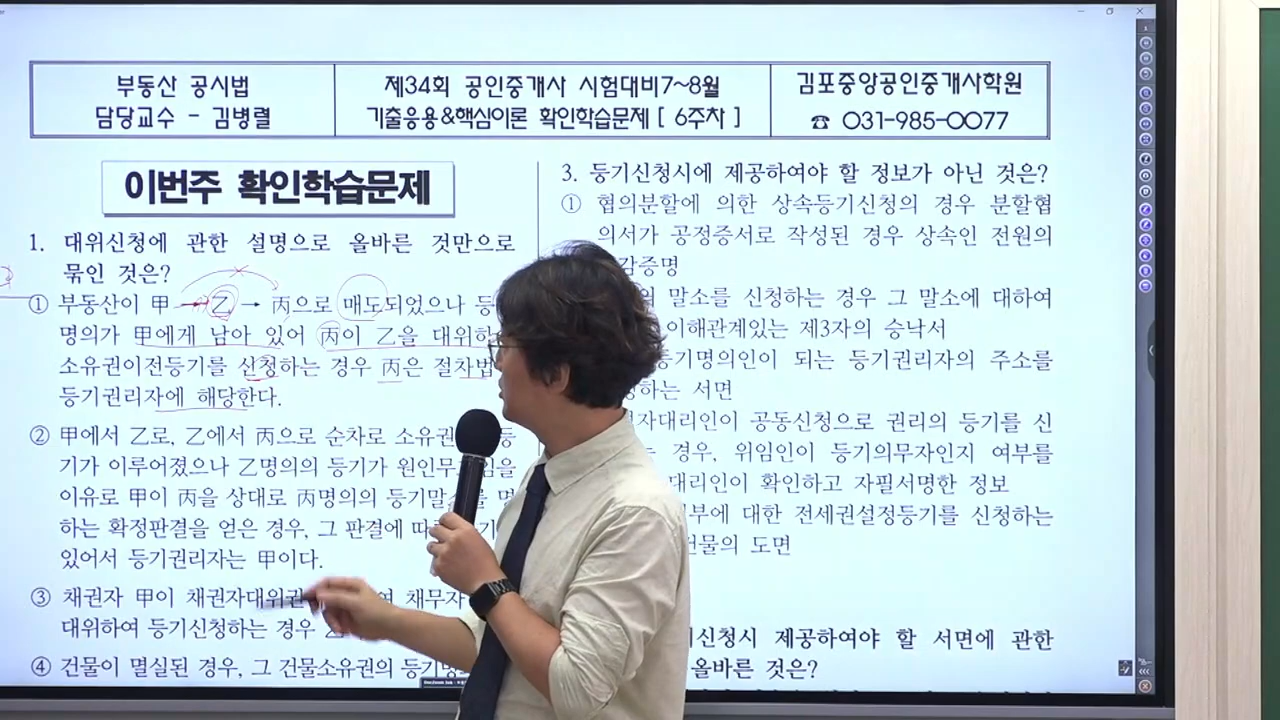 부동산 공시법
담당교수 - 김병렬
제34회 공인중개사 시험대비7~8월
기출응용&핵심이론 확인학습문제 [ 6주차 ]
김포중앙공인중개사학원
☎ 031-985-0077
이번주 확인학습문제
1. 대위신청에 관한 설명으로 올바른 것만으로
묶인 것은?
① 부동산이 甲 → 乙 → 丙으로 매도되었으나 등
명의가 甲에게 남아 있어 丙이 乙을 대위하
소유권이전등기를 신청하는 경우 丙은 절차법
등기권리자에 해당한다.
② 甲에서 乙로, 乙에서 丙으로 순차로 소유권 등
기가 이루어졌으나 乙명의의 등기가 원인무 임을
이유로 甲이 丙을 상대로 丙명의의 등기말소를 명
하는 확정판결을 얻은 경우, 그 판결에 따 기
있어서 등기권리자는 甲이다.
③ 채권자 甲이 채권자대위권 여 채무자
대위하여 등기신청하는 경우
④ 건물이 멸실된 경우, 그 건물소유권의 등기명
3. 등기신청시에 제공하여야 할 정보가 아닌 것은?
① 협의분할에 의한 상속등기신청의 경우 분할협
의서가 공정증서로 작성된 경우 상속인 전원의
감증명
의 말소를 신청하는 경우 그 말소에 대하여
이해관계있는 제3자의 승낙서
등기명의인이 되는 등기권리자의 주소를
하는 서면
자대리인이 공동신청으로 권리의 등기를 신
는 경우, 위임인이 등기의무자인지 여부를
대리인이 확인하고 자필서명한 정보
부에 대한 전세권설정등기를 신청하는
건물의 도면
기신청시 제공하여야 할 서면에 관한
올바른 것은?